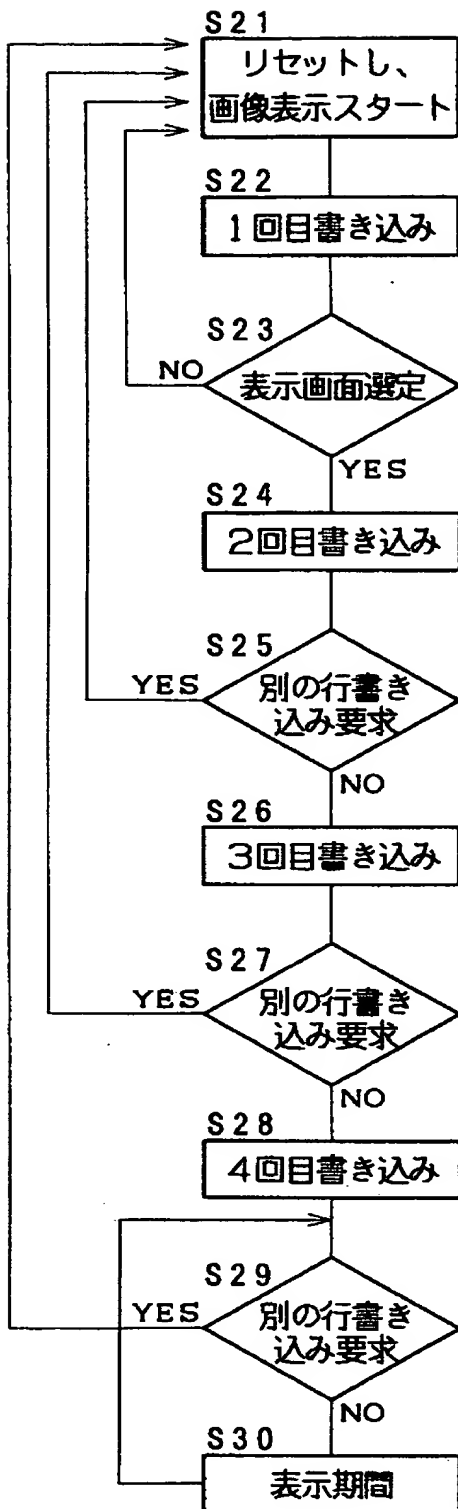 S21
リセットし、
画像表示スタート
S22
1回目書き込み
S23
NO
表示画面選定
YES
S24
2回目書き込み
S25
YES
別の行書き
込み要求
NO
S26
3回目書き込み
S27
YES
別の行書き
込み要求
NO
S28
4回目書き込み
S29
YES
別の行書き
込み要求
NO
S30
表示期間